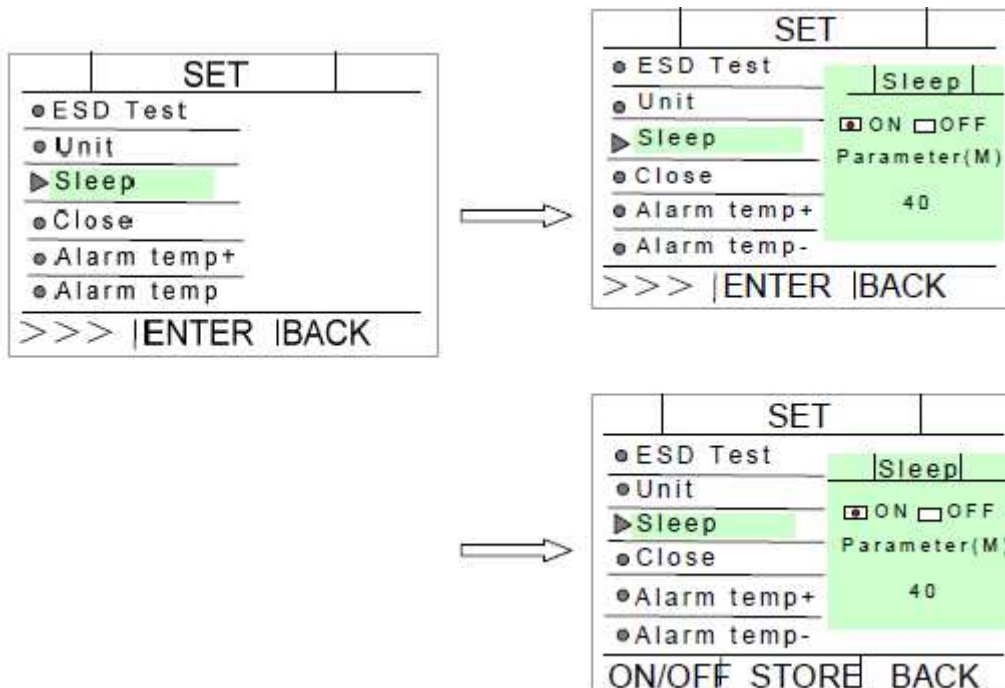 SET
ESD Test
Unit
Sleep
Close
Alarm temp+
Alarm temp
>>> |ENTER |BACK
SET
ESD Test
Unit
Sleep
Close
Alarm temp+
Alarm temp-
Sleep
ON OFF
Parameter(M)
40
>>> |ENTER |BACK
SET
ESD Test
Unit
Sleep
Close
Alarm temp+
Alarm temp-
Sleep
ON OFF
Parameter(M)
40
ON/OFF STORE BACK